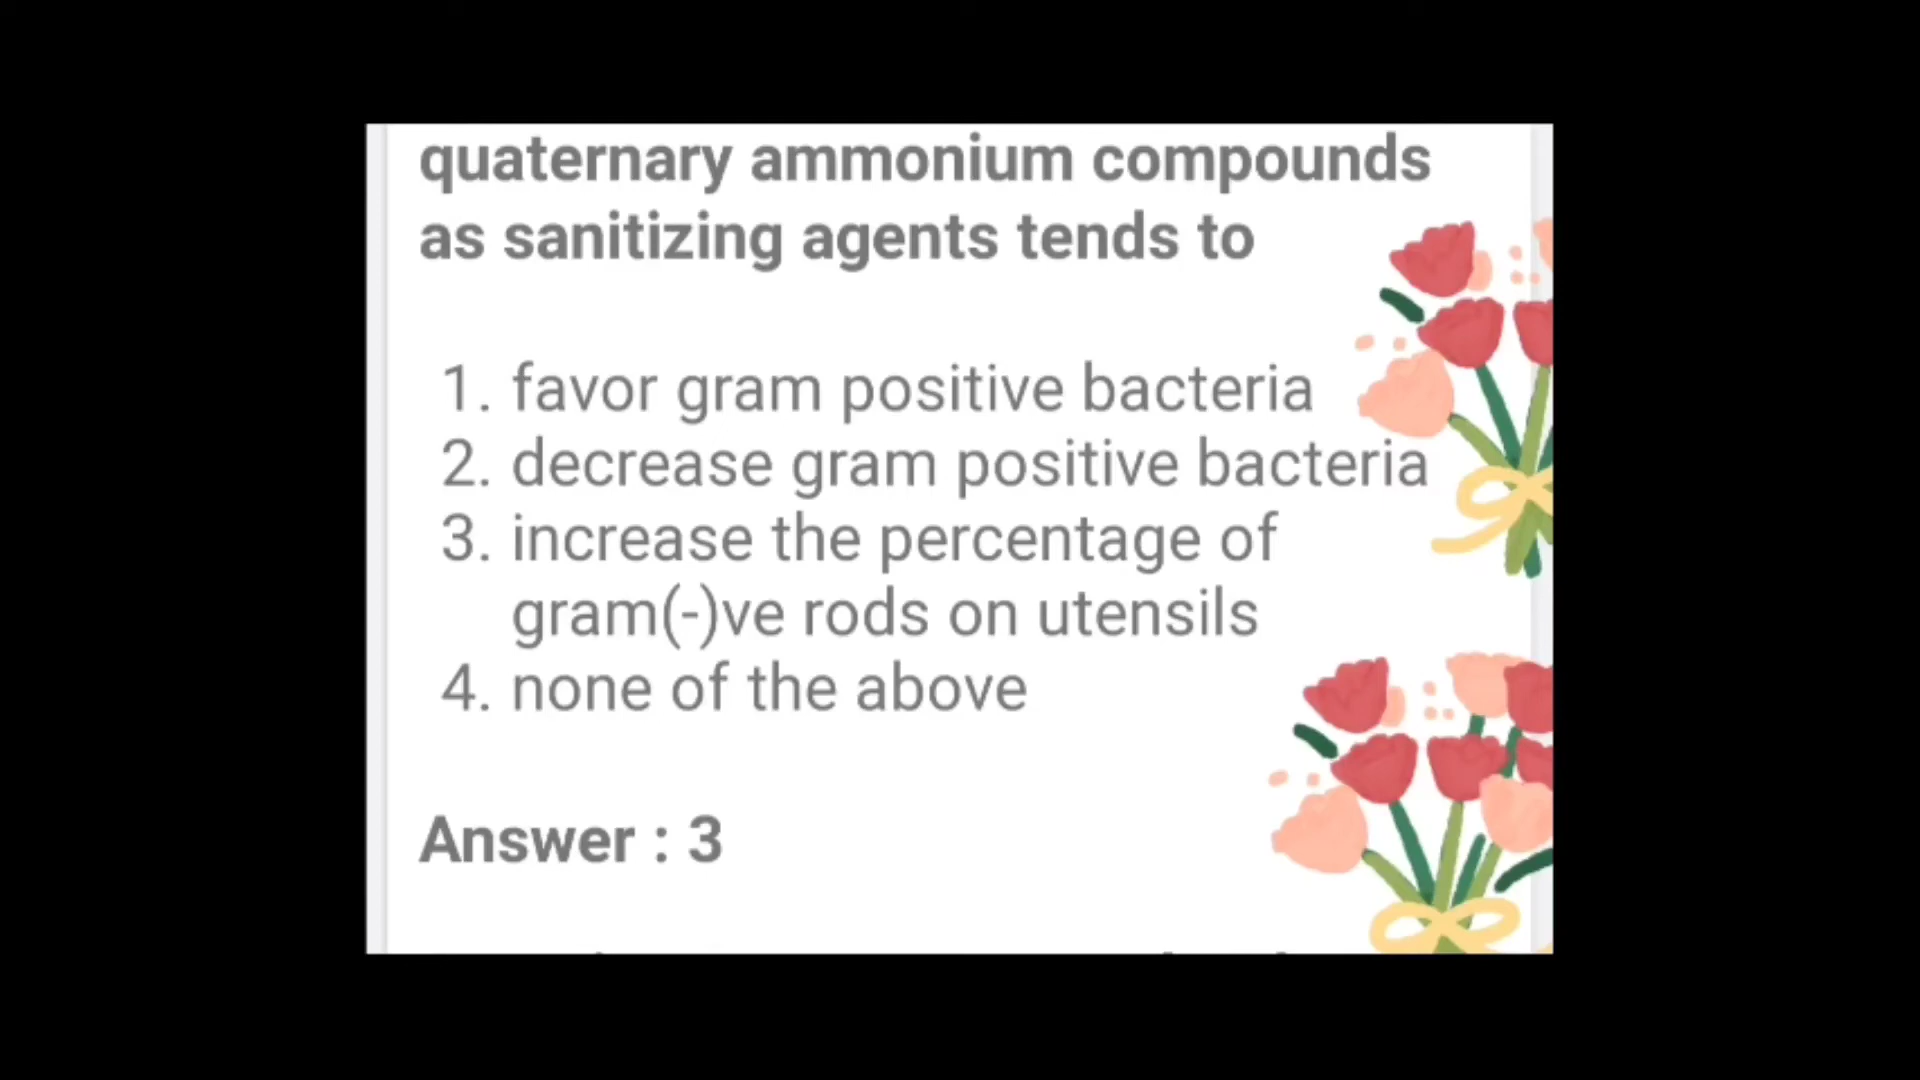 quaternary ammonium compounds
as sanitizing agents tends to
1. favor gram positive bacteria
2. decrease gram positive bacteria
3. increase the percentage of
gram(-)ve rods on utensils
4. none of the above
Answer : 3